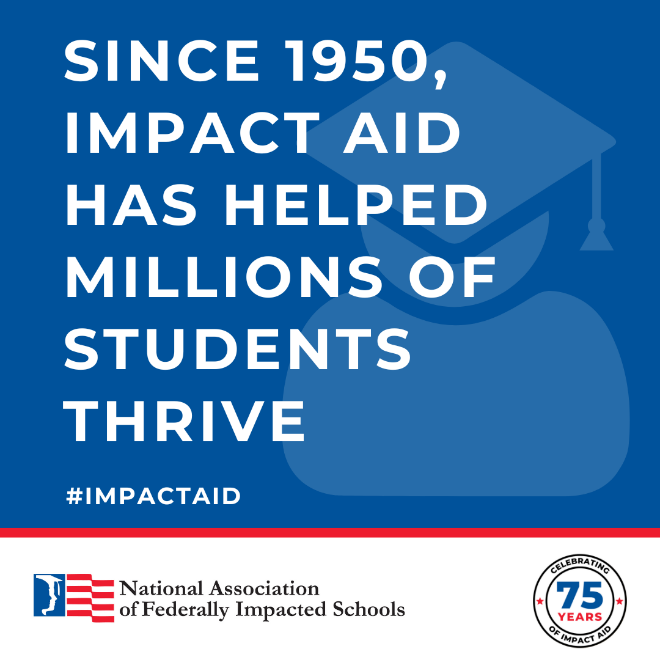 SINCE 1950,
IMPACT AID
HAS HELPED
MILLIONS OF
STUDENTS
THRIVE
#IMPACTAID
National Association
of Federally Impacted Schools
CELEBRATING
75
YEARS
OF IMPACT AID